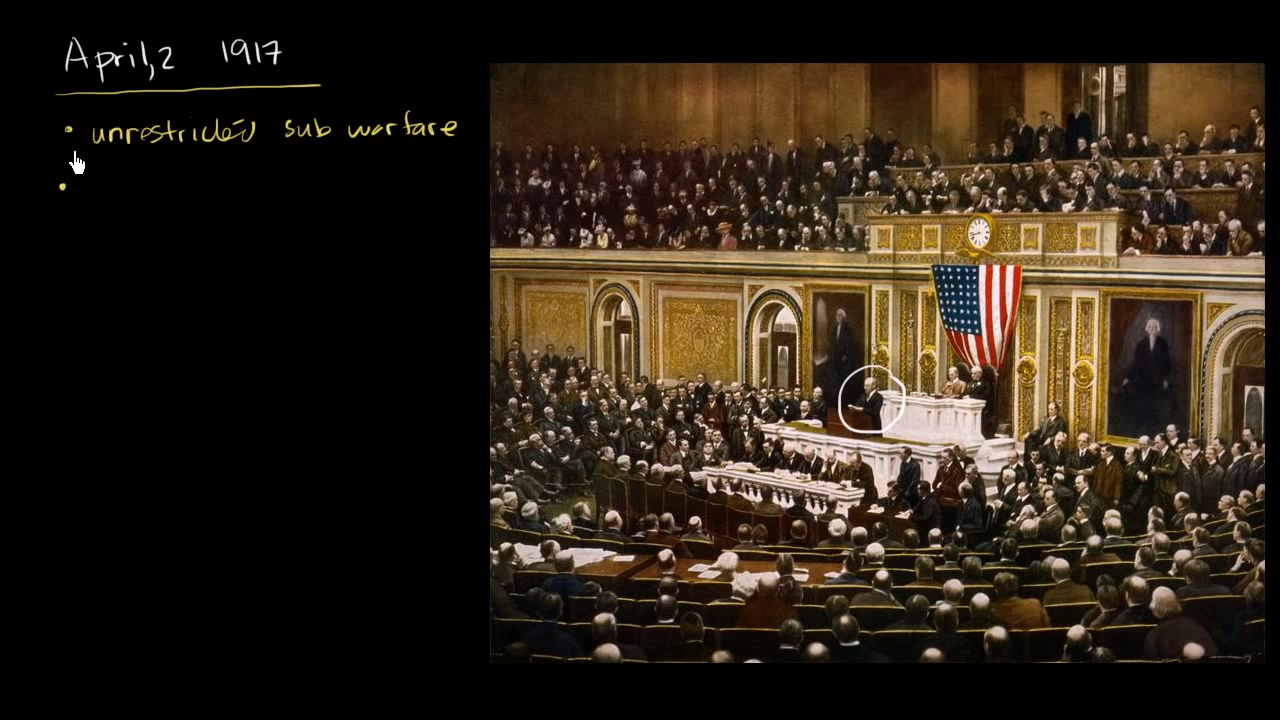 April, 2 1917
• unrestricted sub warfare
•